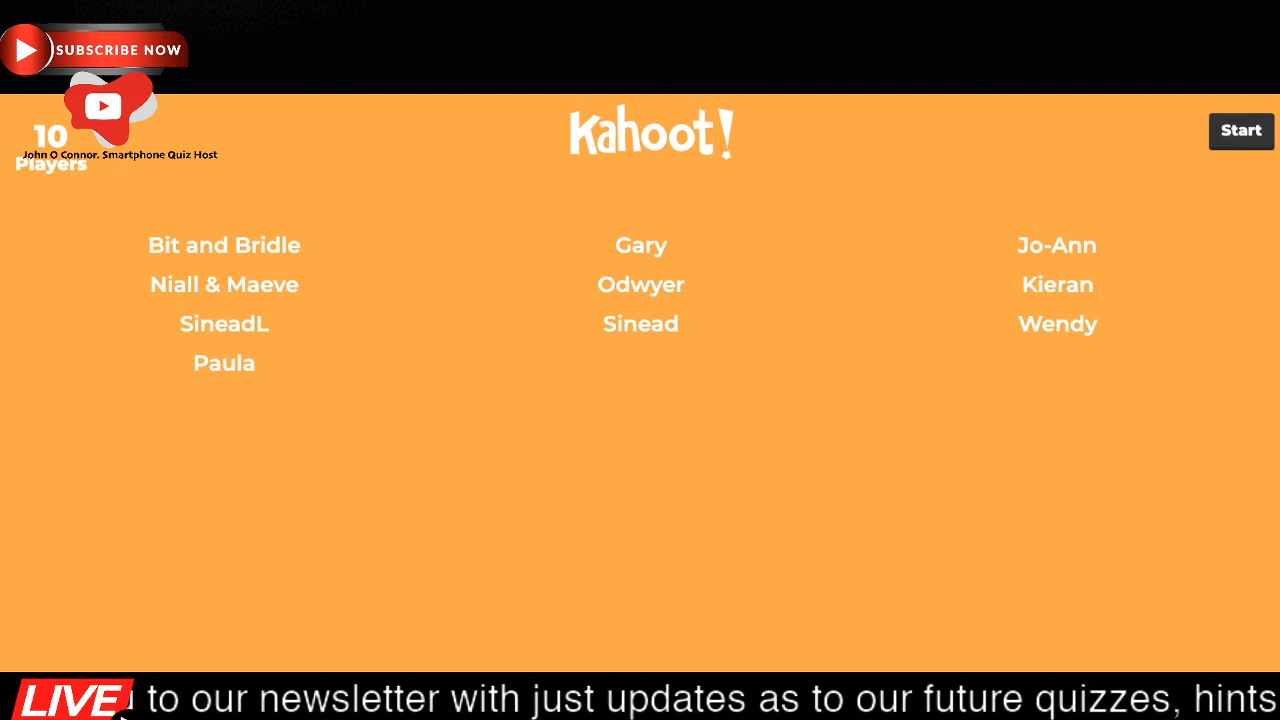 SUBSCRIBE NOW
10
Players
John O Connor. Smartphone Quiz Host
Kahoot!
Start
Bit and Bridle
Gary
Jo-Ann
Niall & Maeve
Odwyer
Kieran
SineadL
Sinead
Wendy
Paula
LIVE
to our newsletter with just updates as to our future quizzes, hints